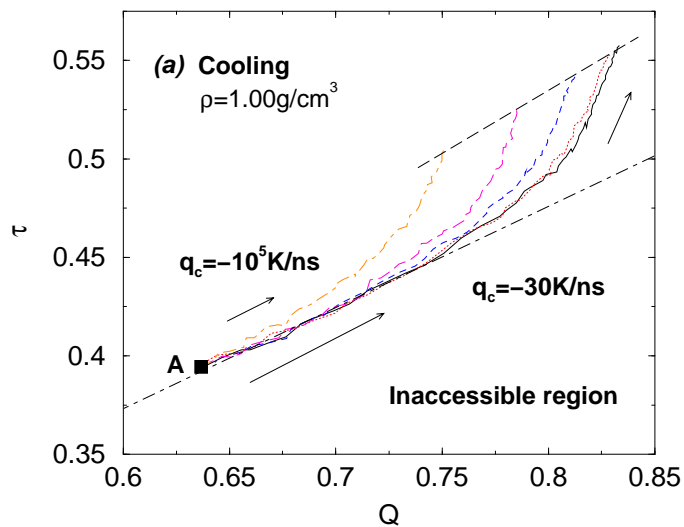 (a) Cooling
ρ=1.00g/cm³
0.55
0.5
τ
0.45
q_c=−10⁵K/ns
q_c=−30K/ns
0.4
A
Inaccessible region
0.35
0.6
0.65
0.7
0.75
0.8
0.85
Q